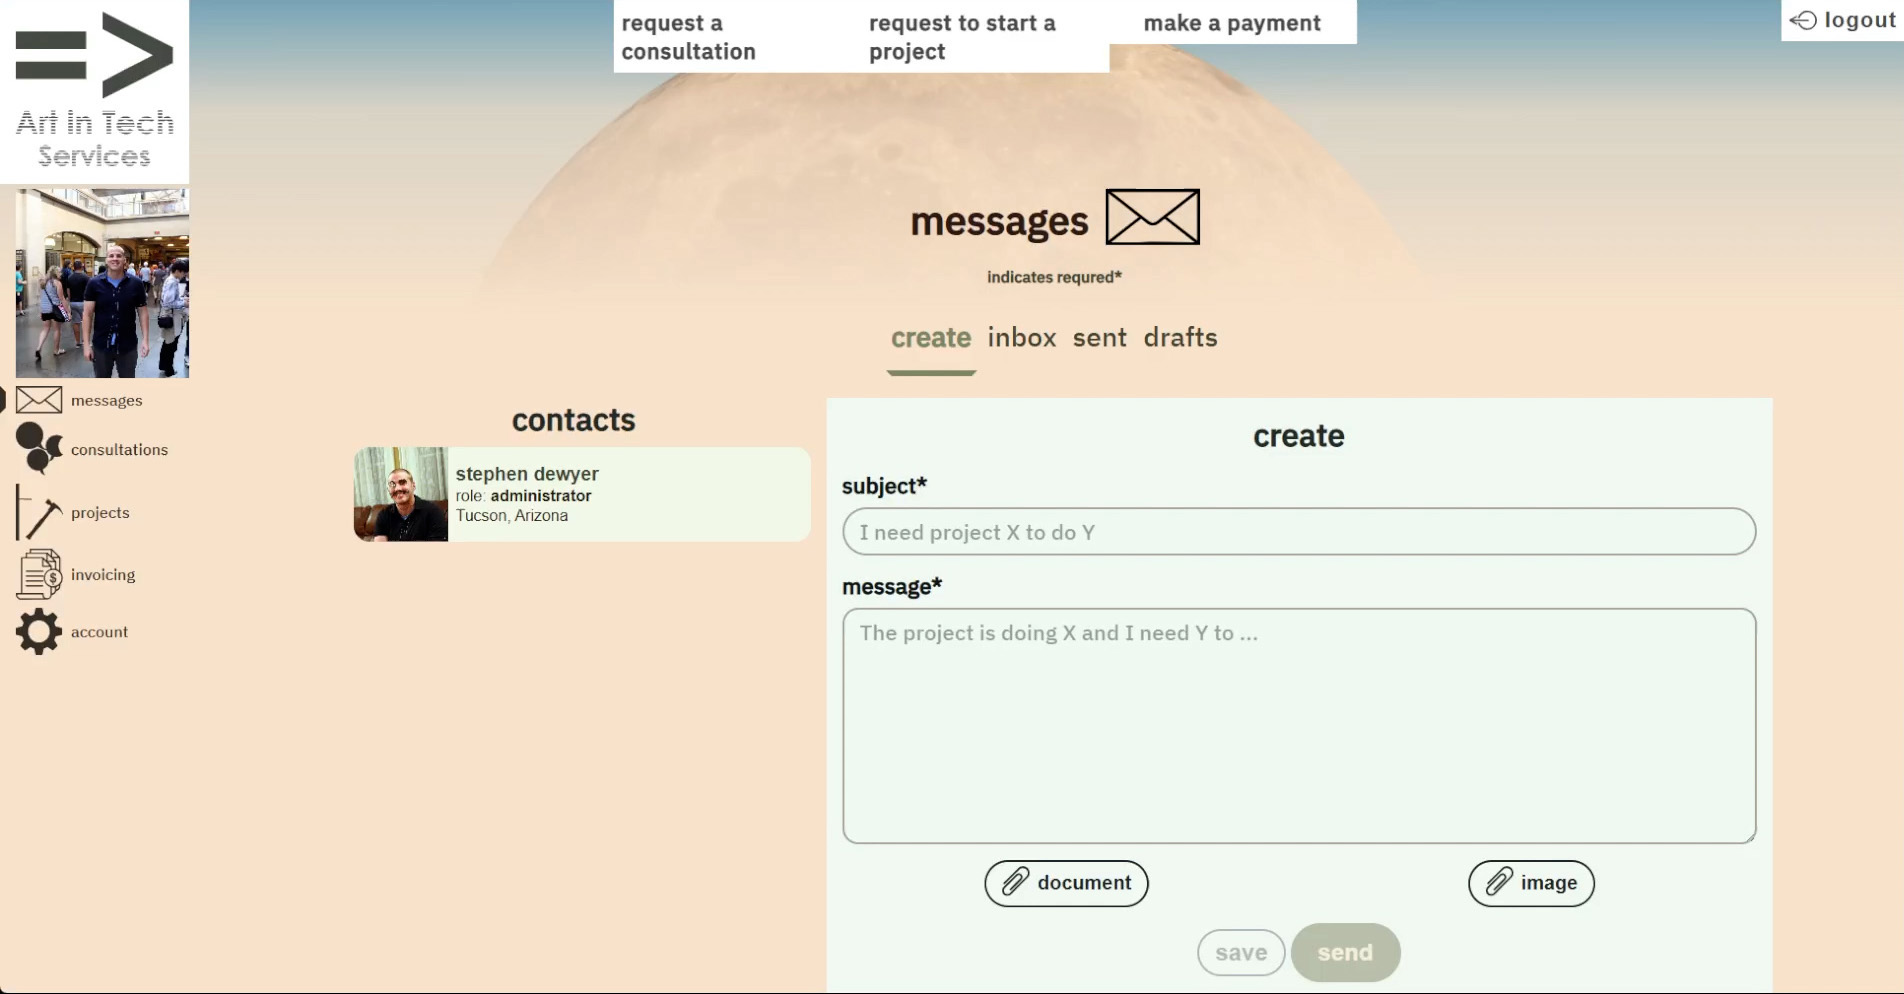 request a
consultation
request to start a
project
make a payment
logout
=>
Art in Tech
Services
messages
indicates requred*
create inbox sent drafts
messages
consultations
projects
invoicing
account
contacts
stephen dewyer
role: administrator
Tucson, Arizona
create
subject*
I need project X to do Y
message*
The project is doing X and I need Y to ...
document
image
save
send